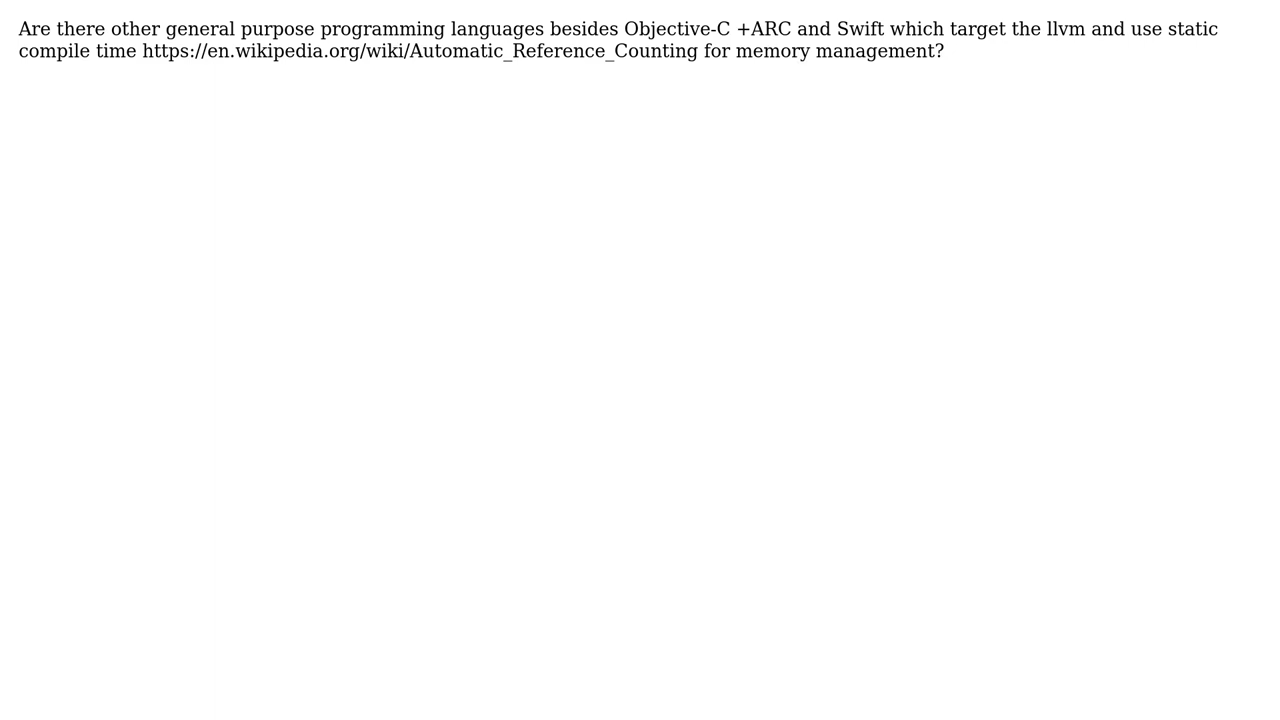 Are there other general purpose programming languages besides Objective-C +ARC and Swift which target the llvm and use static
compile time https://en.wikipedia.org/wiki/Automatic_Reference_Counting for memory management?